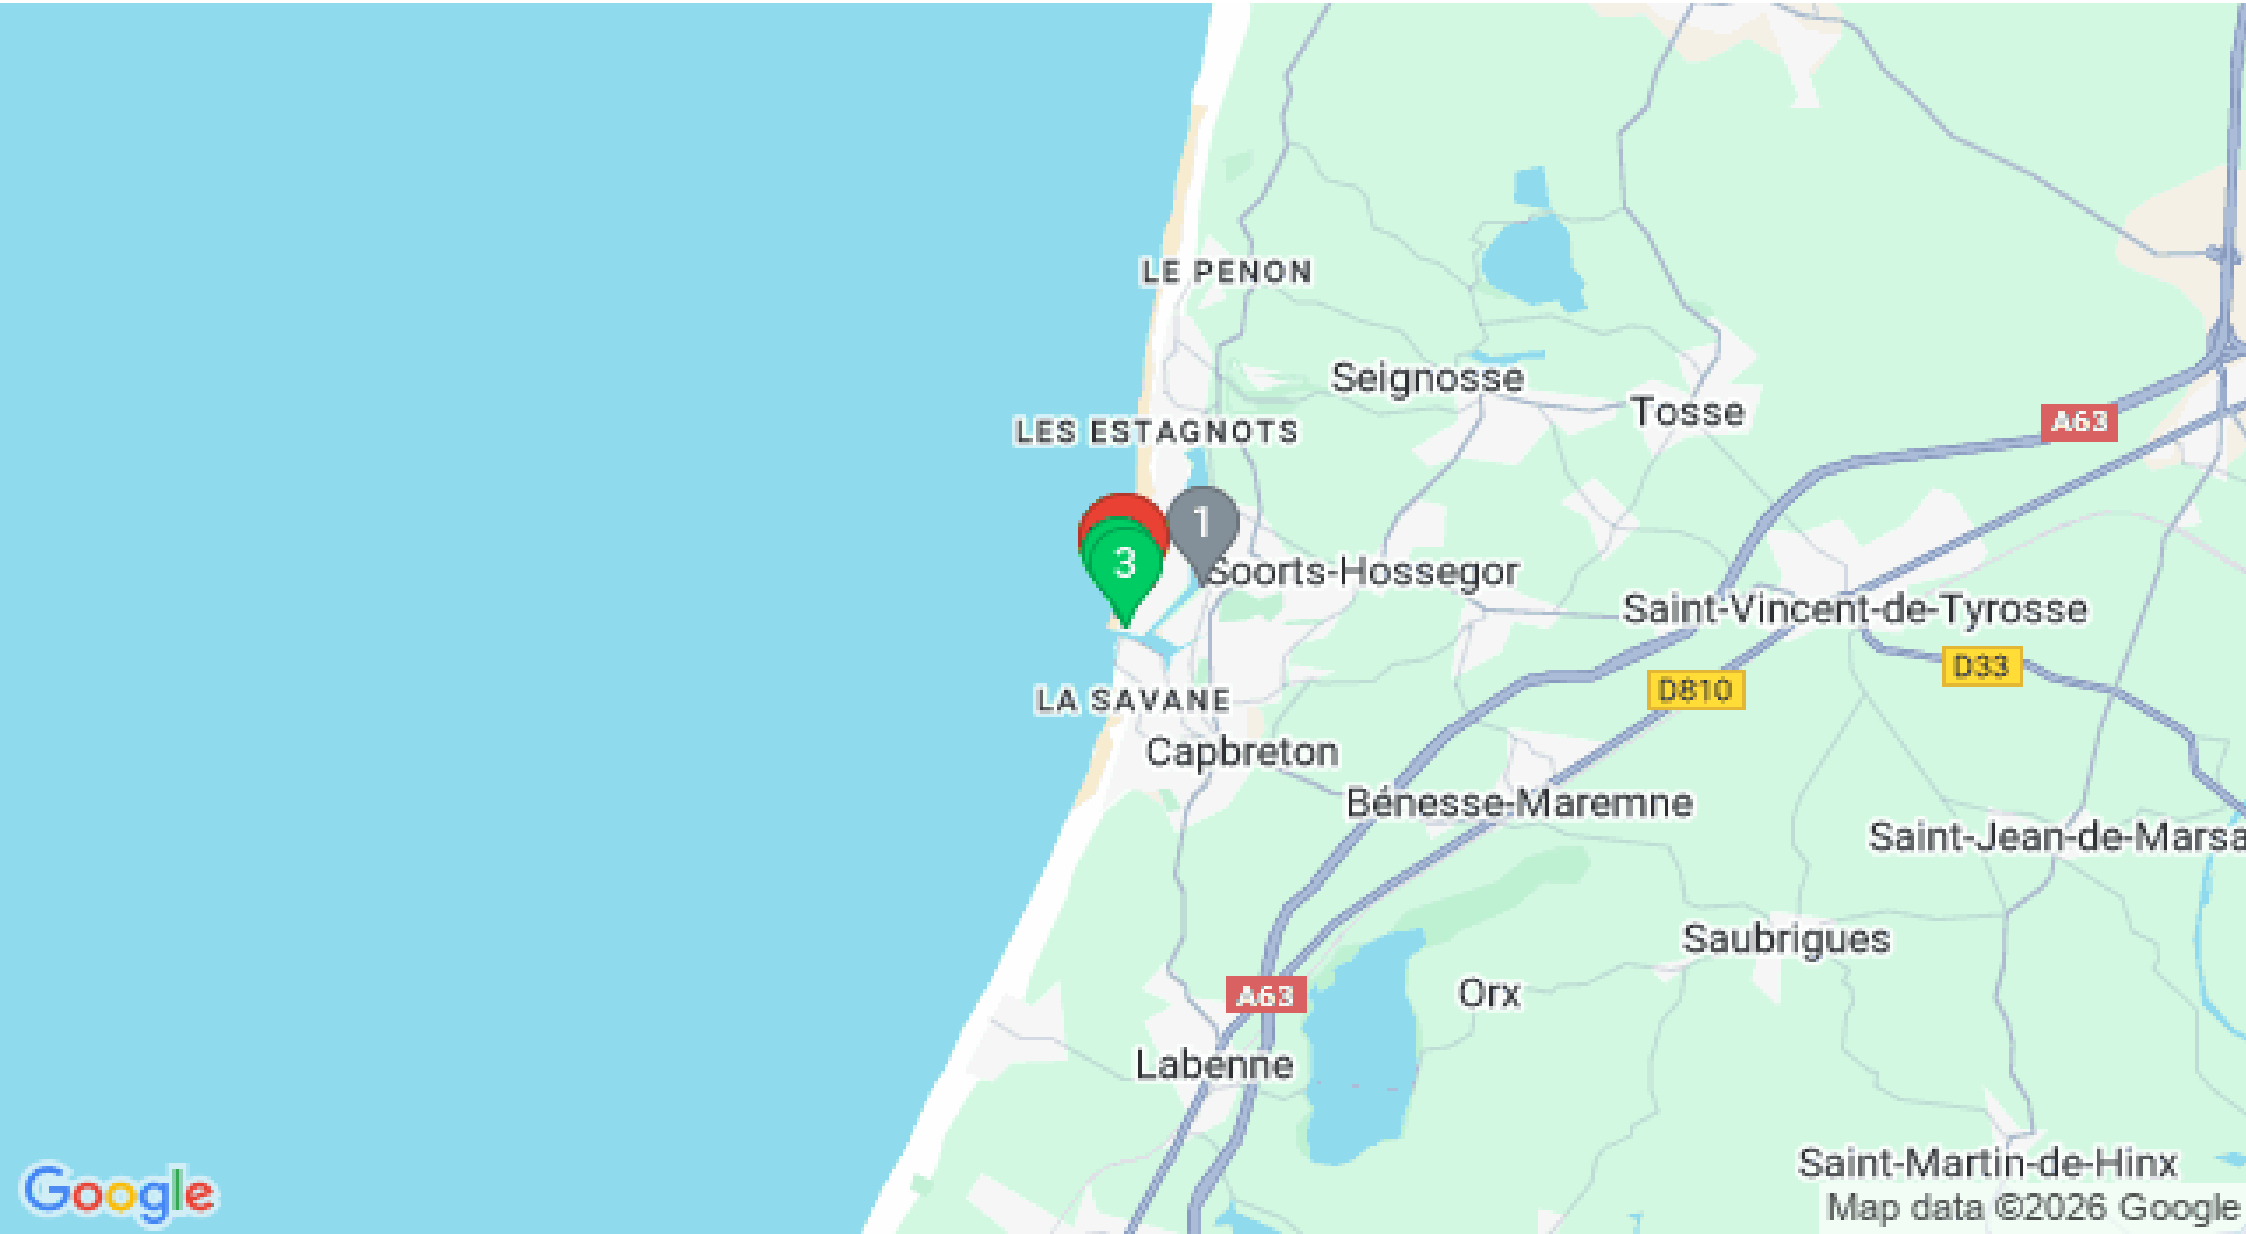 LE PENON
Seignosse
Tosse
A63
LES ESTAGNOTS
1
3
Soorts-Hossegor
Saint-Vincent-de-Tyrosse
D33
D810
LA SAVANE
Capbreton
Bénesse-Maremne
Saint-Jean-de-Marsa
Saubrigues
A63
Orx
Labenne
Saint-Martin-de-Hinx
Google
Map data ©2026 Google